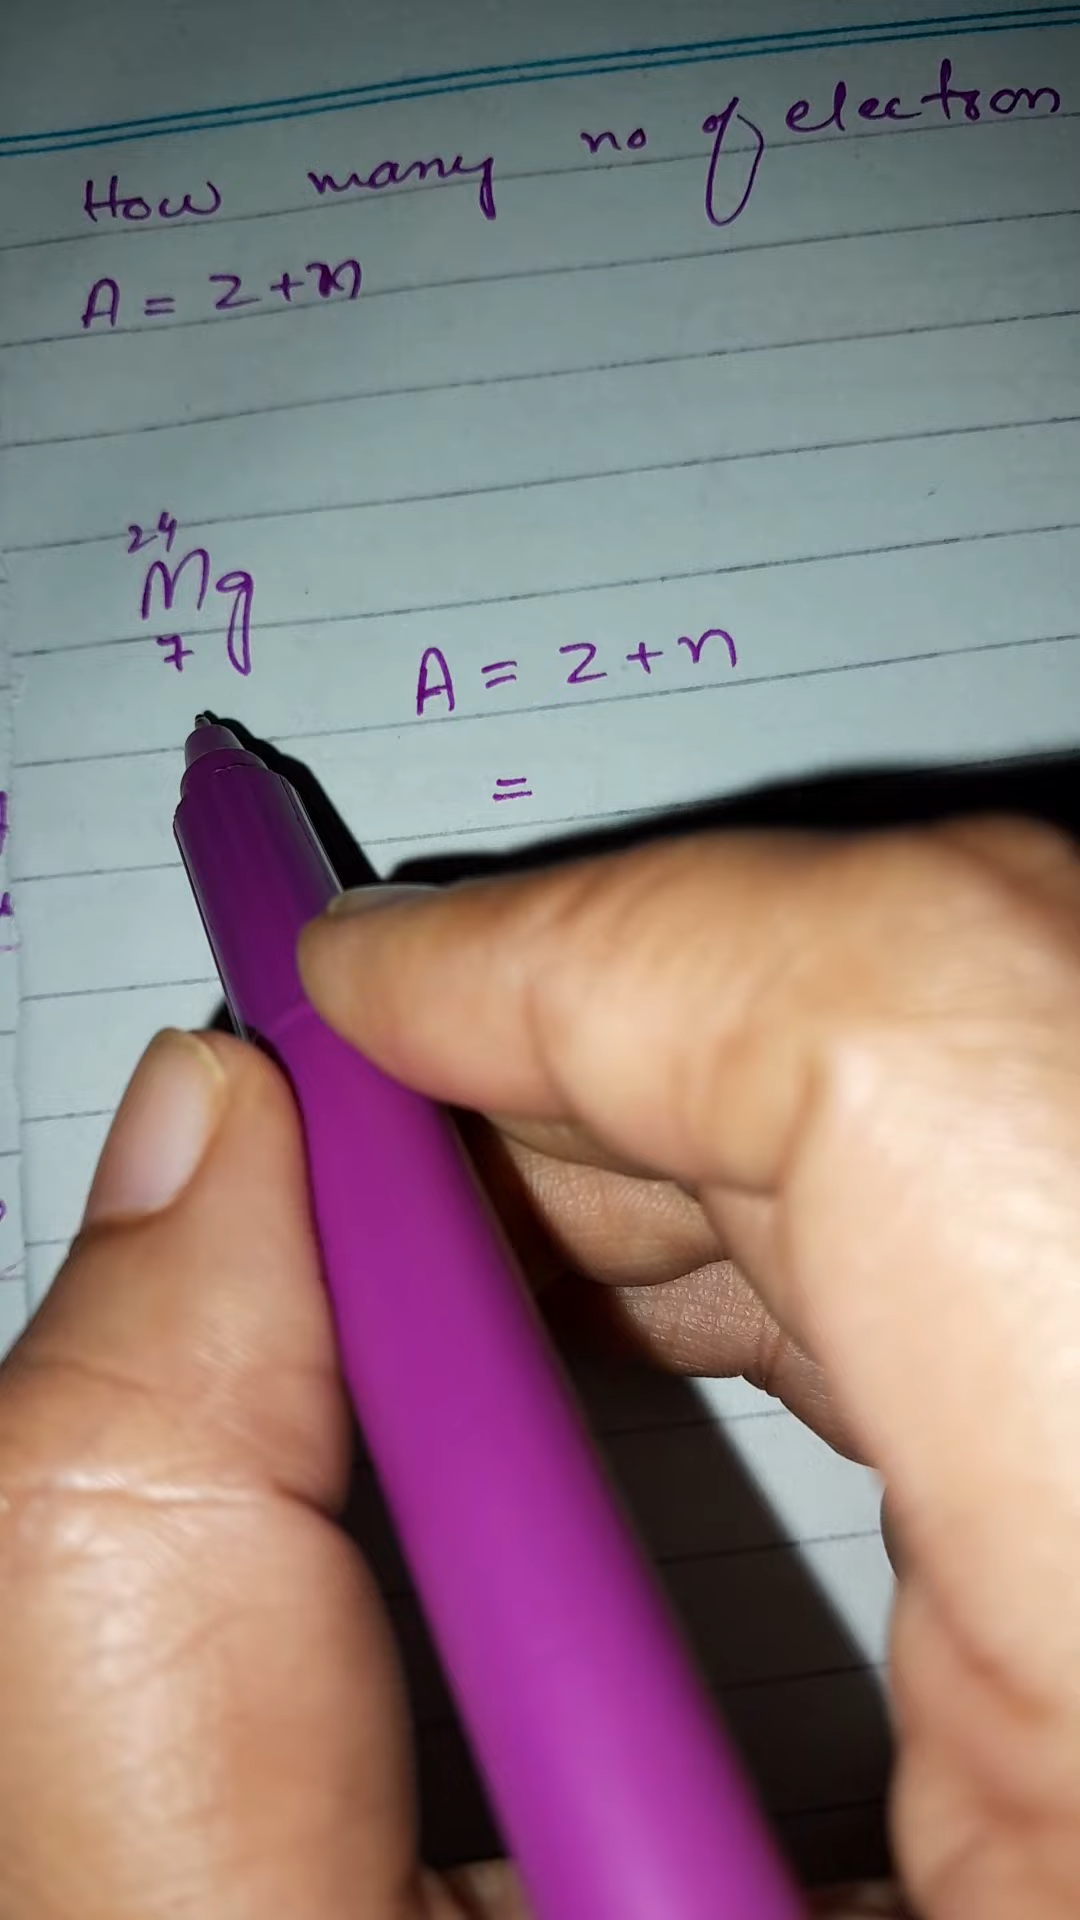 How many no of electron
A = Z + n
24
Mg
7
A = Z + n
=